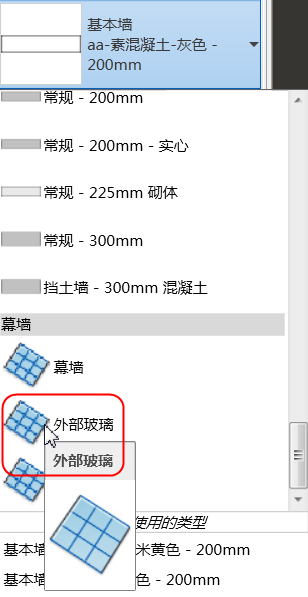 基本墙
aa-素混凝土-灰色 -
200mm
常规 - 200mm
常规 - 200mm - 实心
常规 - 225mm 砌体
常规 - 300mm
挡土墙 - 300mm 混凝土
幕墙
幕墙
外部玻璃
外部玻璃
使用的类型
基本墙 米黄色 - 200mm
基本墙 色 - 200mm